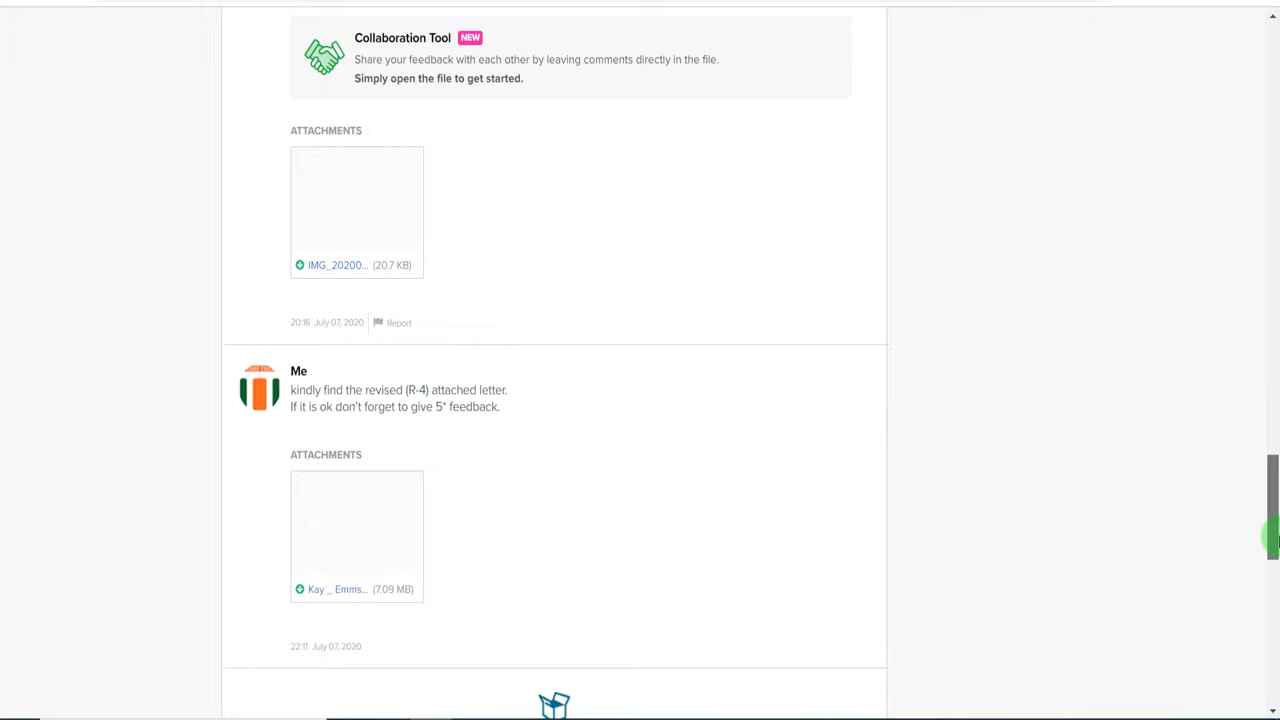 Collaboration Tool NEW
Share your feedback with each other by leaving comments directly in the file.
Simply open the file to get started.
ATTACHMENTS
IMG_20200... (20.7 KB)
20:16 July 07, 2020 Report
Me
kindly find the revised (R-4) attached letter.
If it is ok don't forget to give 5* feedback.
ATTACHMENTS
Kay _ Emms... (7.09 MB)
22:11 July 07, 2020